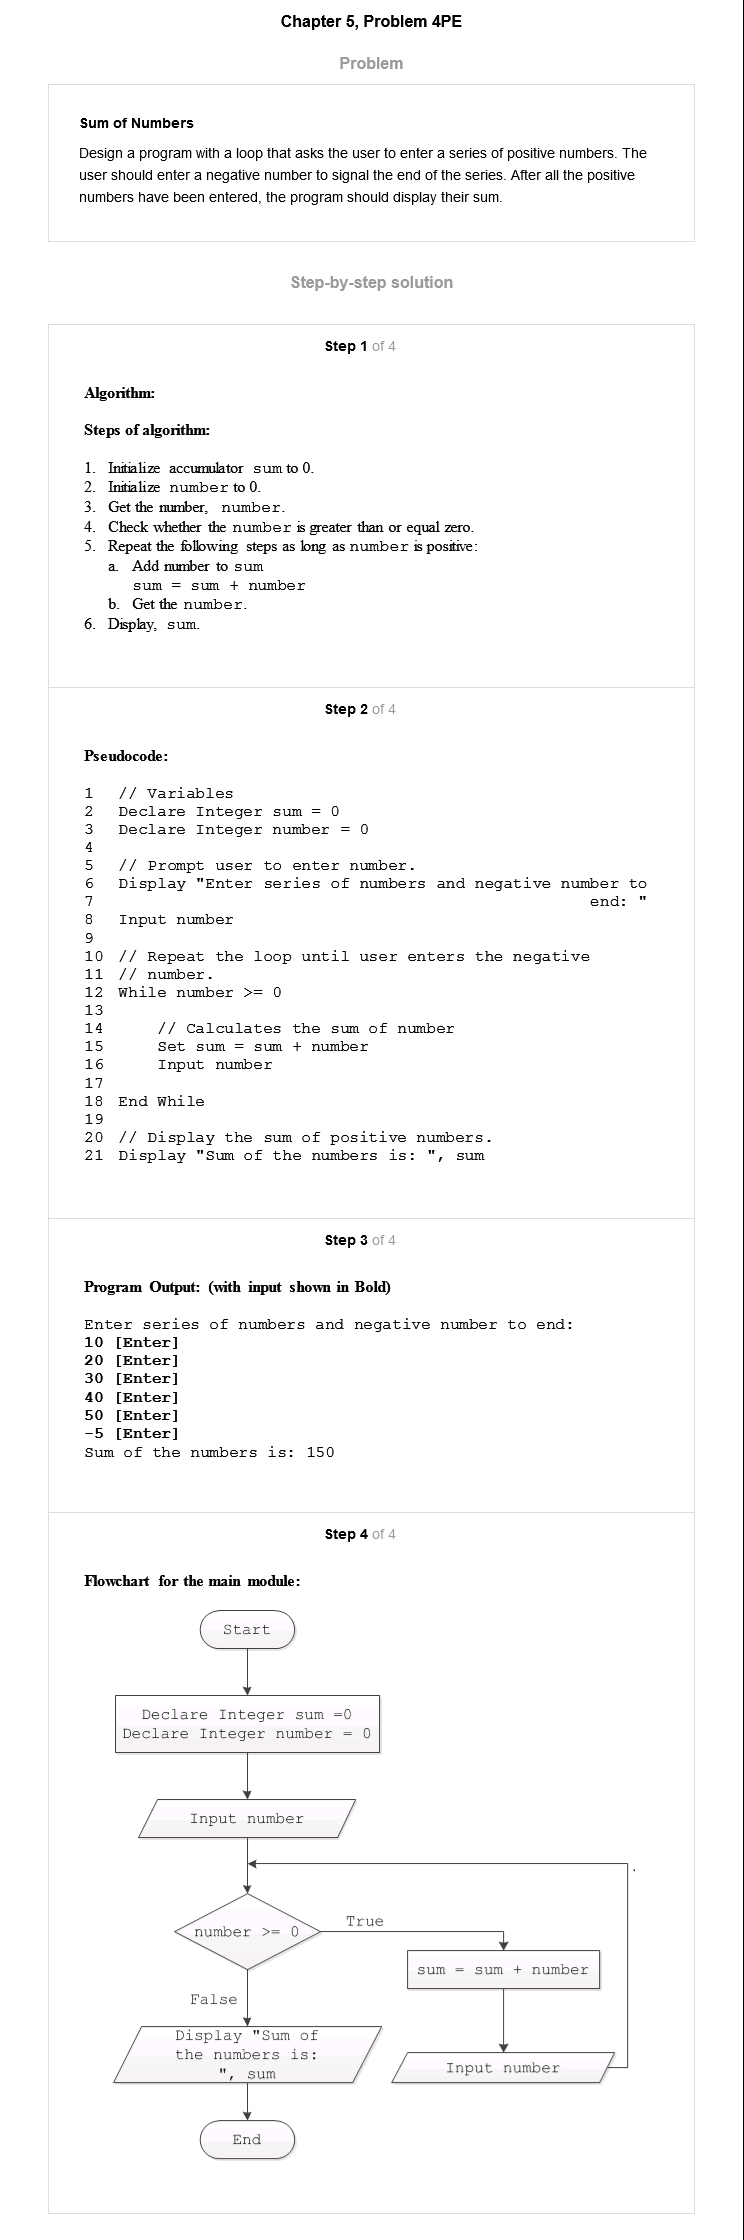 Chapter 5, Problem 4PE
Problem
Sum of Numbers
Design a program with a loop that asks the user to enter a series of positive numbers. The
user should enter a negative number to signal the end of the series. After all the positive
numbers have been entered, the program should display their sum.
Step-by-step solution
Step 1 of 4
Algorithm:
Steps of algorithm:
1. Initialize accumulator sum to 0.
2. Initialize number to 0.
3. Get the number, number.
4. Check whether the number is greater than or equal zero.
5. Repeat the following steps as long as number is positive:
a. Add number to sum
sum = sum + number
b. Get the number.
6. Display, sum.
Step 2 of 4
Pseudocode:
1 // Variables
2 Declare Integer sum = 0
3 Declare Integer number = 0
4
5 // Prompt user to enter number.
6 Display "Enter series of numbers and negative number to
7 end: "
8 Input number
9
10 // Repeat the loop until user enters the negative
11 // number.
12 While number >= 0
13
14 // Calculates the sum of number
15 Set sum = sum + number
16 Input number
17
18 End While
19
20 // Display the sum of positive numbers.
21 Display "Sum of the numbers is: ", sum
Step 3 of 4
Program Output: (with input shown in Bold)
Enter series of numbers and negative number to end:
10 [Enter]
20 [Enter]
30 [Enter]
40 [Enter]
50 [Enter]
-5 [Enter]
Sum of the numbers is: 150
Step 4 of 4
Flowchart for the main module:
Start
Declare Integer sum =0
Declare Integer number = 0
Input number
number >= 0
True
sum = sum + number
Input number
False
Display "Sum of
the numbers is:
", sum
End